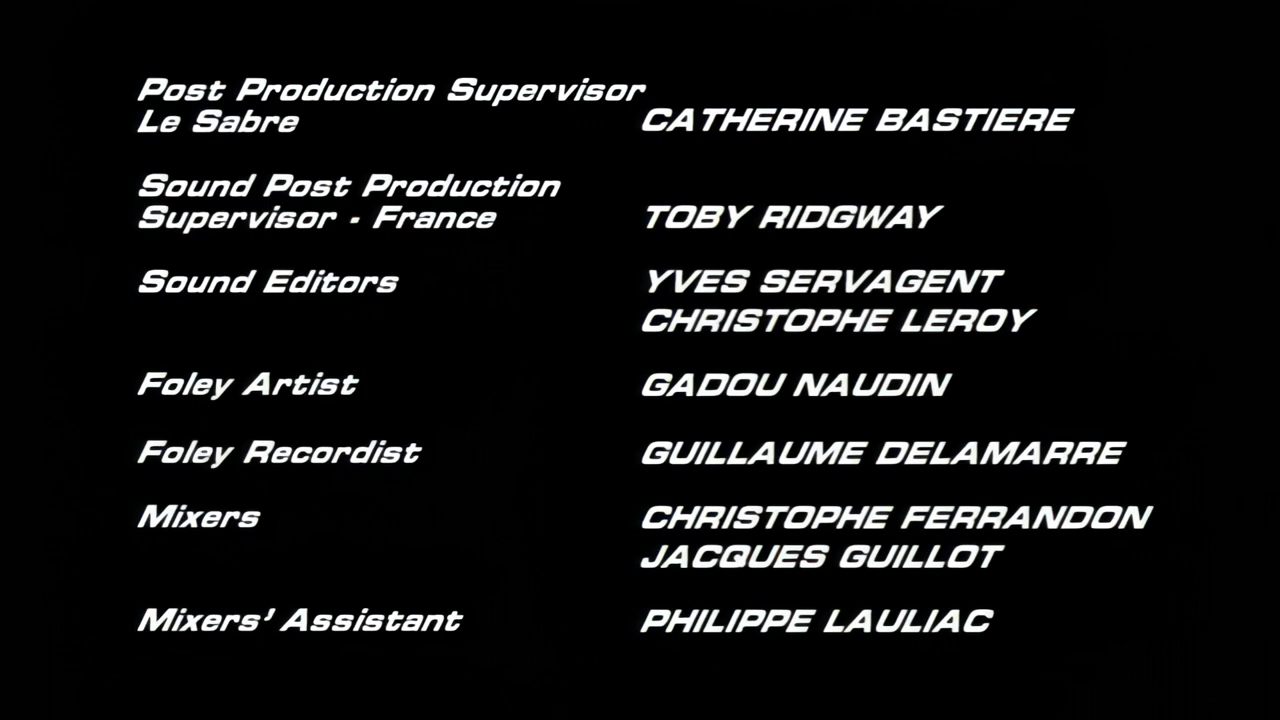 Post Production Supervisor
Le Sabre CATHERINE BASTIERE
Sound Post Production
Supervisor - France TOBY RIDGWAY
Sound Editors YVES SERVAGENT
CHRISTOPHE LEROY
Foley Artist GADOU NAUDIN
Foley Recordist GUILLAUME DELAMARRE
Mixers CHRISTOPHE FERRANDON
JACQUES GUILLOT
Mixers' Assistant PHILIPPE LAULIAC